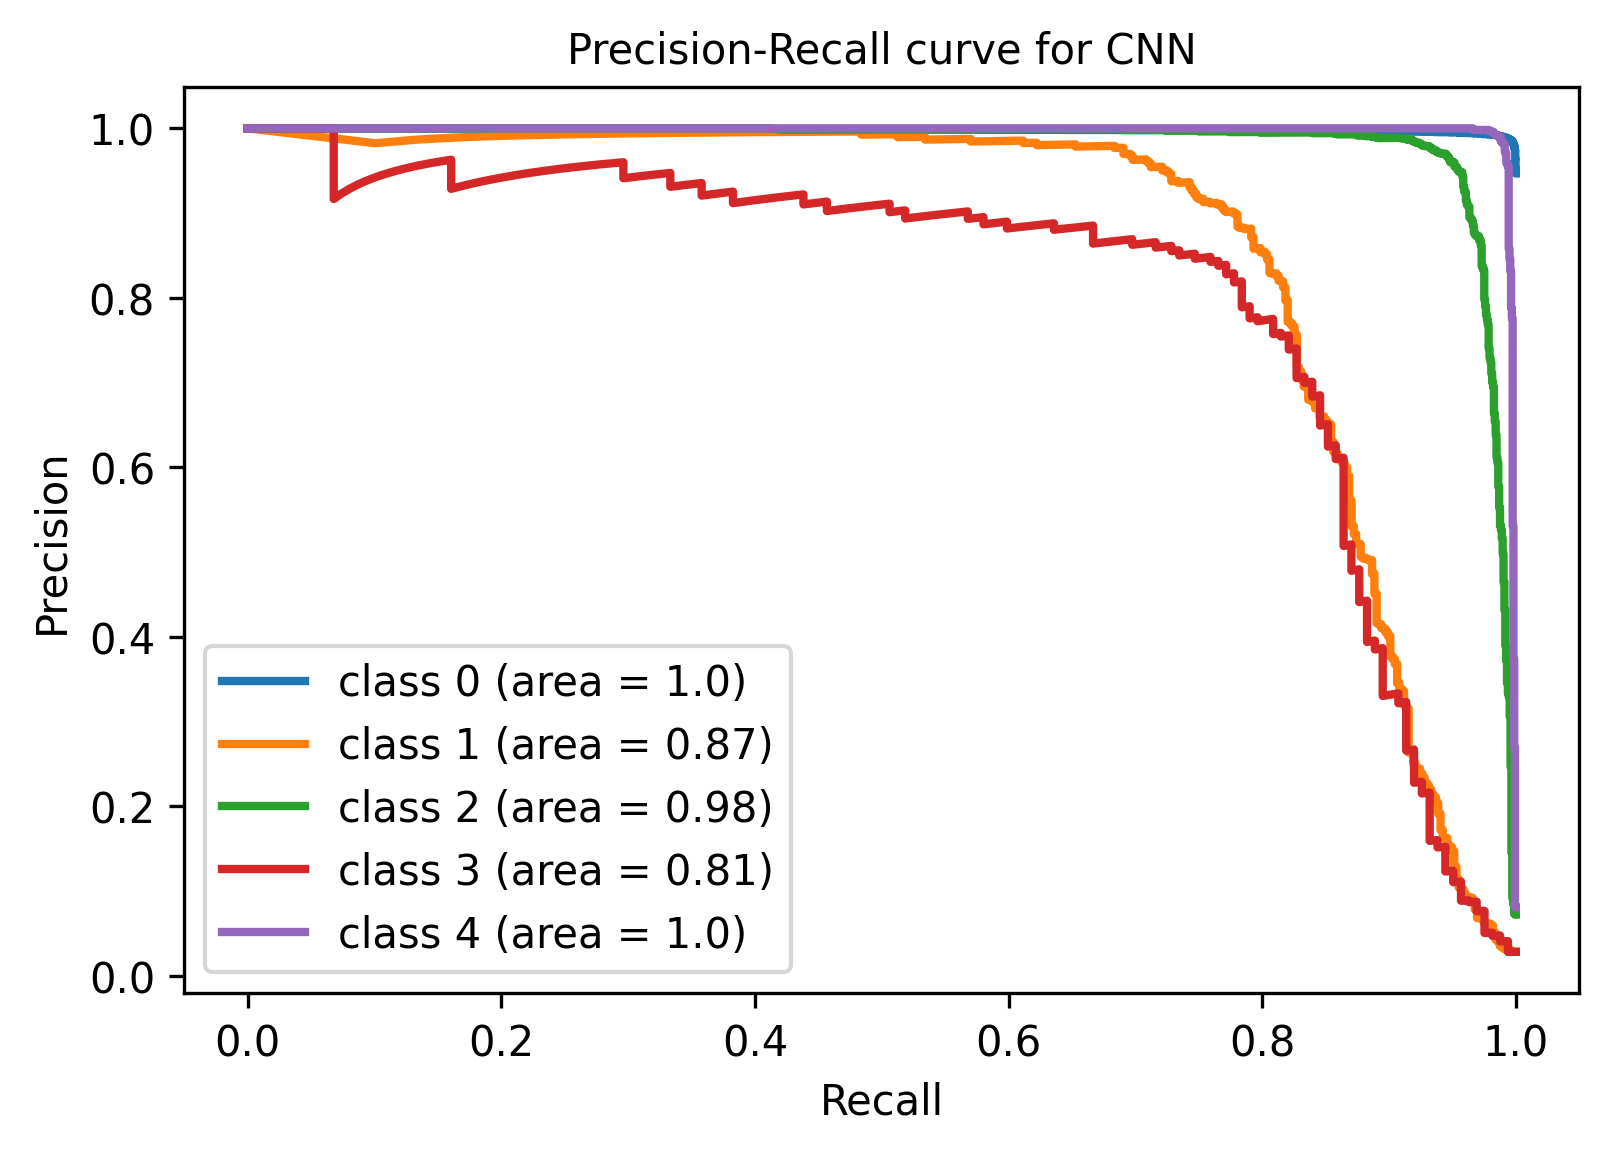 Precision-Recall curve for CNN
1.0
0.8
0.6
0.4
0.2
0.0
Precision
class 0 (area = 1.0)
class 1 (area = 0.87)
class 2 (area = 0.98)
class 3 (area = 0.81)
class 4 (area = 1.0)
0.0 0.2 0.4 0.6 0.8 1.0
Recall